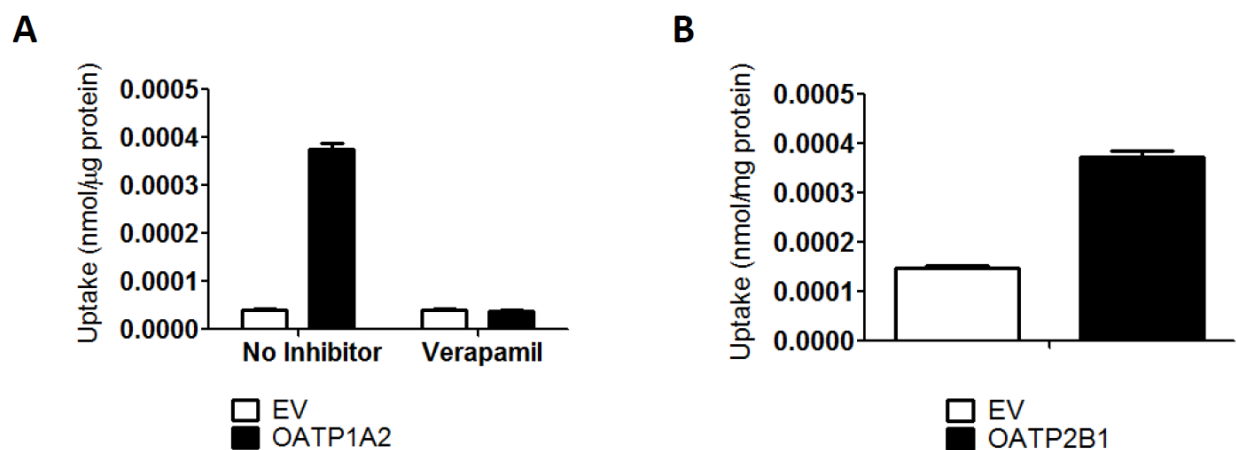 A
Uptake (nmol/μg protein)
0.0005
0.0004
0.0003
0.0002
0.0001
0.0000
No Inhibitor Verapamil
EV
OATP1A2
B
Uptake (nmol/mg protein)
0.0005
0.0004
0.0003
0.0002
0.0001
0.0000
EV
OATP2B1